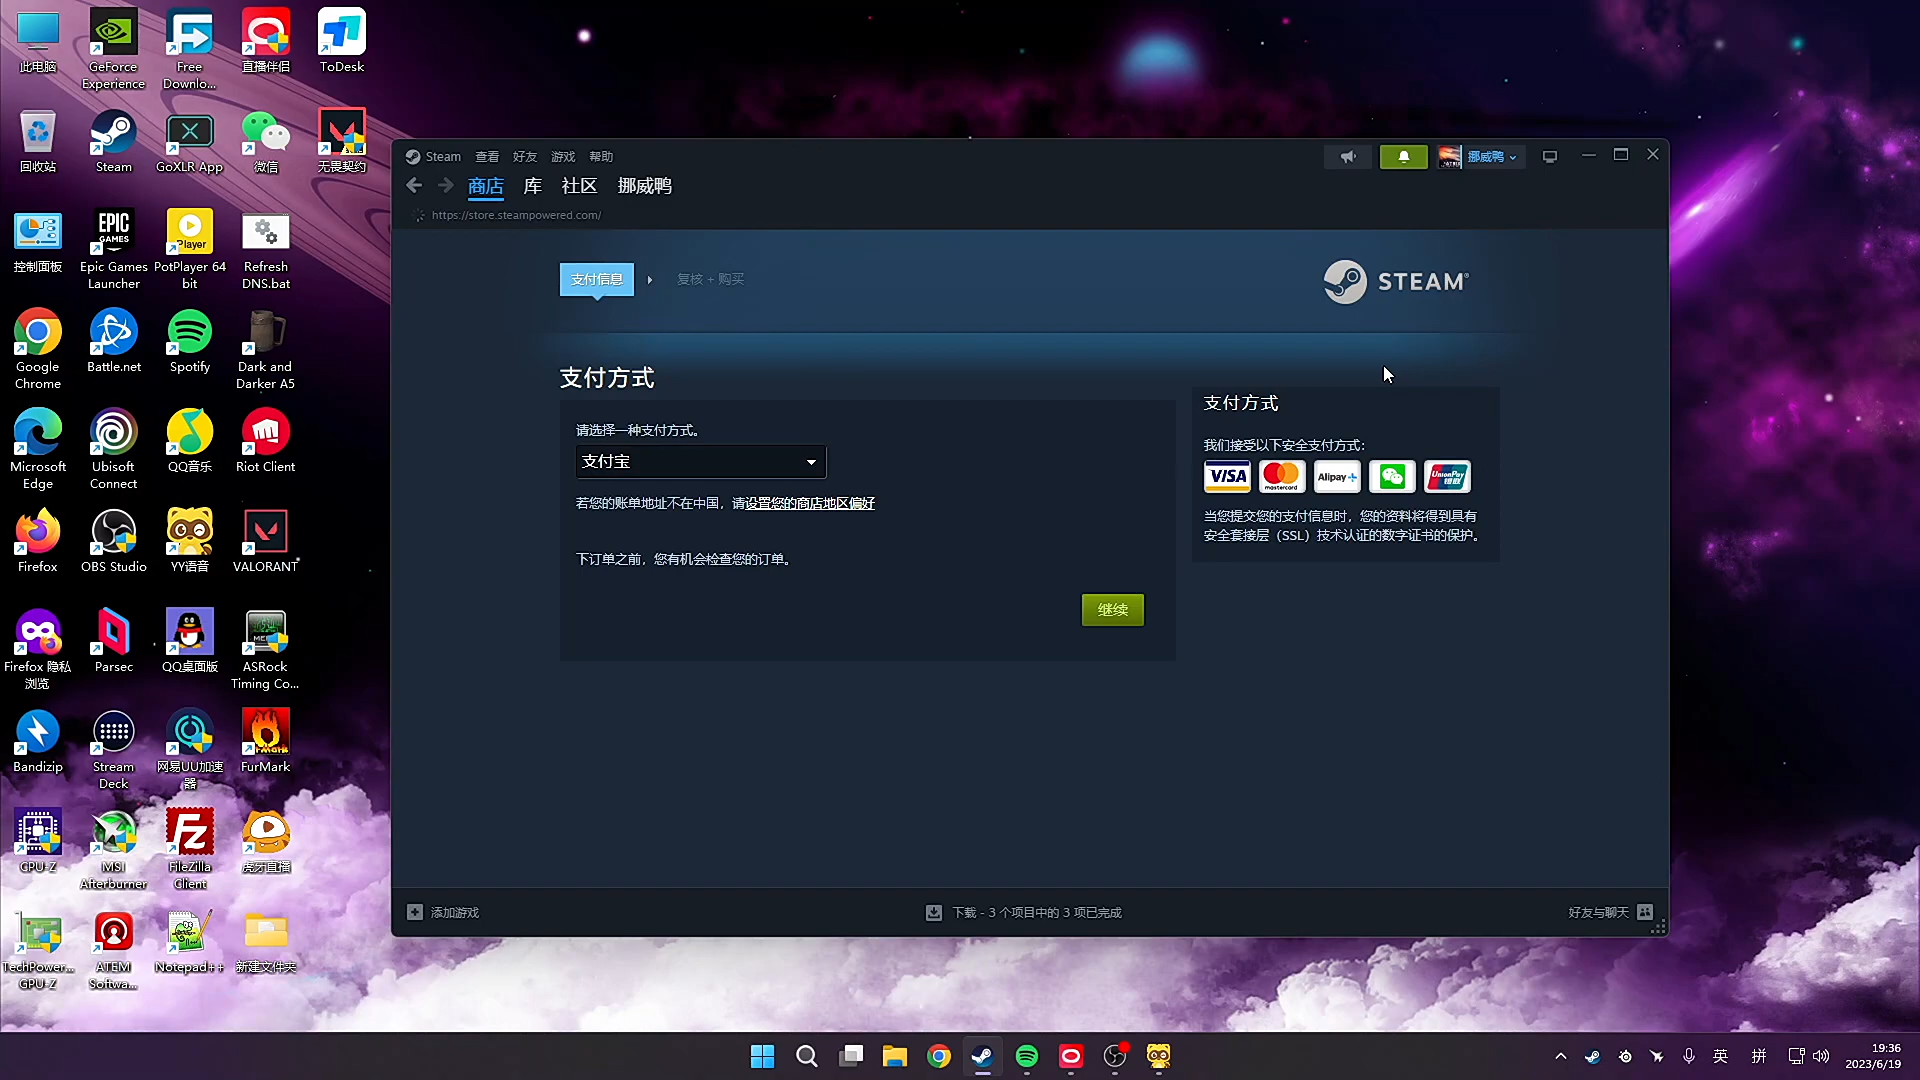 此电脑
GeForce
Experience
Free
Downlo...
直播伴侣
ToDesk
回收站
Steam
GoXLR App
微信
无畏契约
控制面板
EPIC
GAMES
Epic Games
Launcher
Player
PotPlayer 64
bit
Refresh
DNS.bat
Google
Chrome
Battle.net
Spotify
Dark and
Darker A5
Microsoft
Edge
Ubisoft
Connect
QQ音乐
Riot Client
Firefox
OBS Studio
YY语音
VALORANT
Firefox 隐私
浏览
Parsec
QQ桌面版
ASRock
Timing Co...
Bandizip
Stream
Deck
网易UU加速
器
FurMark
GPU-Z
MSI
Afterburner
FileZilla
Client
虎牙直播
TechPower...
GPU-Z
ATEM
Softwa...
Notepad++
新建文件夹
Steam 查看 好友 游戏 帮助
挪威鸭
商店 库 社区 挪威鸭
https://store.steampowered.com/
支付信息 复核 + 购买
STEAM
支付方式
请选择一种支付方式。
支付宝
若您的账单地址不在中国，请设置您的商店地区偏好
下订单之前，您有机会检查您的订单。
继续
支付方式
我们接受以下安全支付方式：
VISA mastercard Alipay+ UnionPay 银联
当您提交您的支付信息时，您的资料将得到具有
安全套接层（SSL）技术认证的数字证书的保护。
添加游戏
下载 - 3 个项目中的 3 项已完成
好友与聊天
英 拼
19:36
2023/6/19